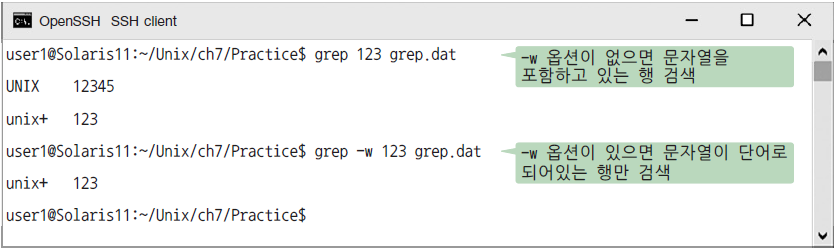 OpenSSH SSH client
user1@Solaris11:~/Unix/ch7/Practice$ grep 123 grep.dat
-w 옵션이 없으면 문자열을
포함하고 있는 행 검색
UNIX 12345
unix+ 123
user1@Solaris11:~/Unix/ch7/Practice$ grep -w 123 grep.dat
-w 옵션이 있으면 문자열이 단어로
되어있는 행만 검색
unix+ 123
user1@Solaris11:~/Unix/ch7/Practice$